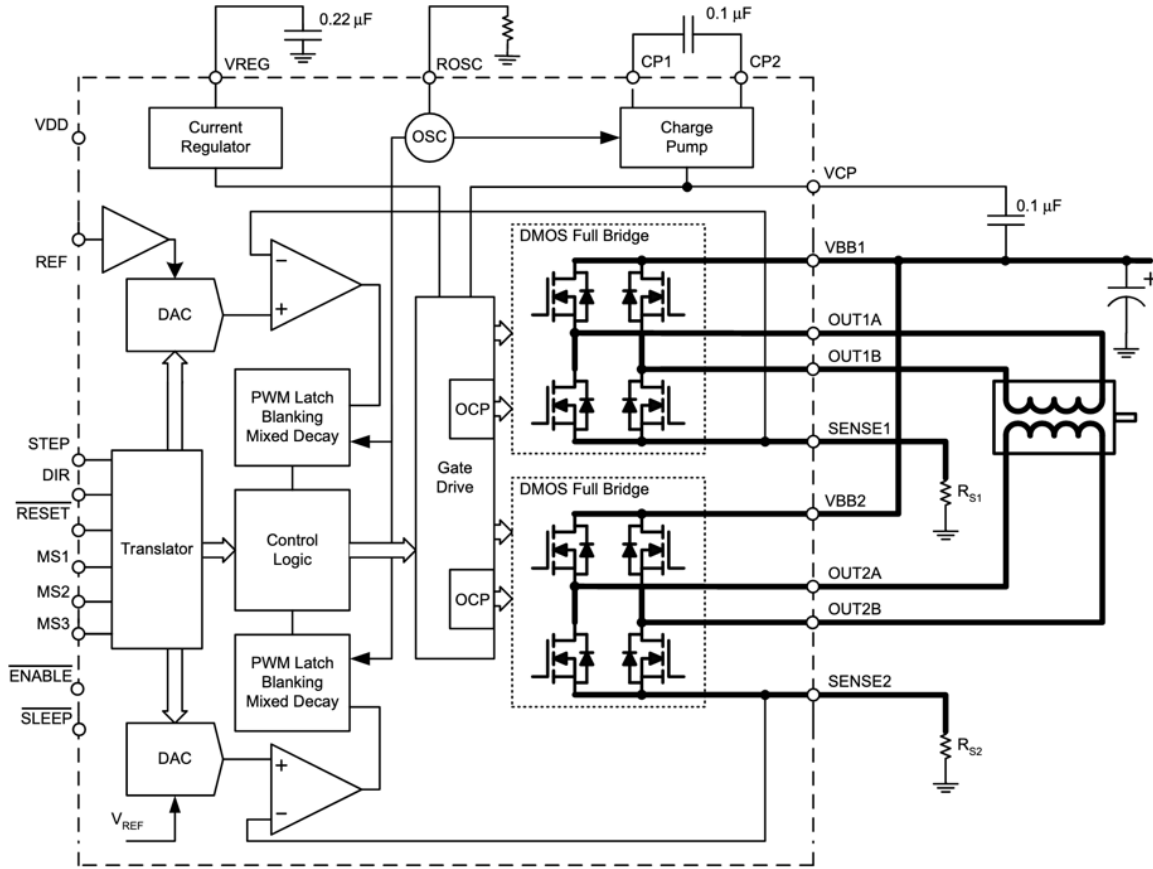 0.22 µF
0.1 µF
VREG
ROSC
CP1
CP2
VDD
Current
Regulator
OSC
Charge
Pump
VCP
0.1 µF
REF
DMOS Full Bridge
VBB1
−
+
DAC
+
OUT1A
OUT1B
PWM Latch
Blanking
Mixed Decay
OCP
SENSE1
STEP
DIR
RESET
MS1
MS2
MS3
Translator
Control
Logic
Gate
Drive
DMOS Full Bridge
VBB2
RS1
OUT2A
OCP
OUT2B
PWM Latch
Blanking
Mixed Decay
ENABLE
SLEEP
SENSE2
DAC
+
−
RS2
VREF